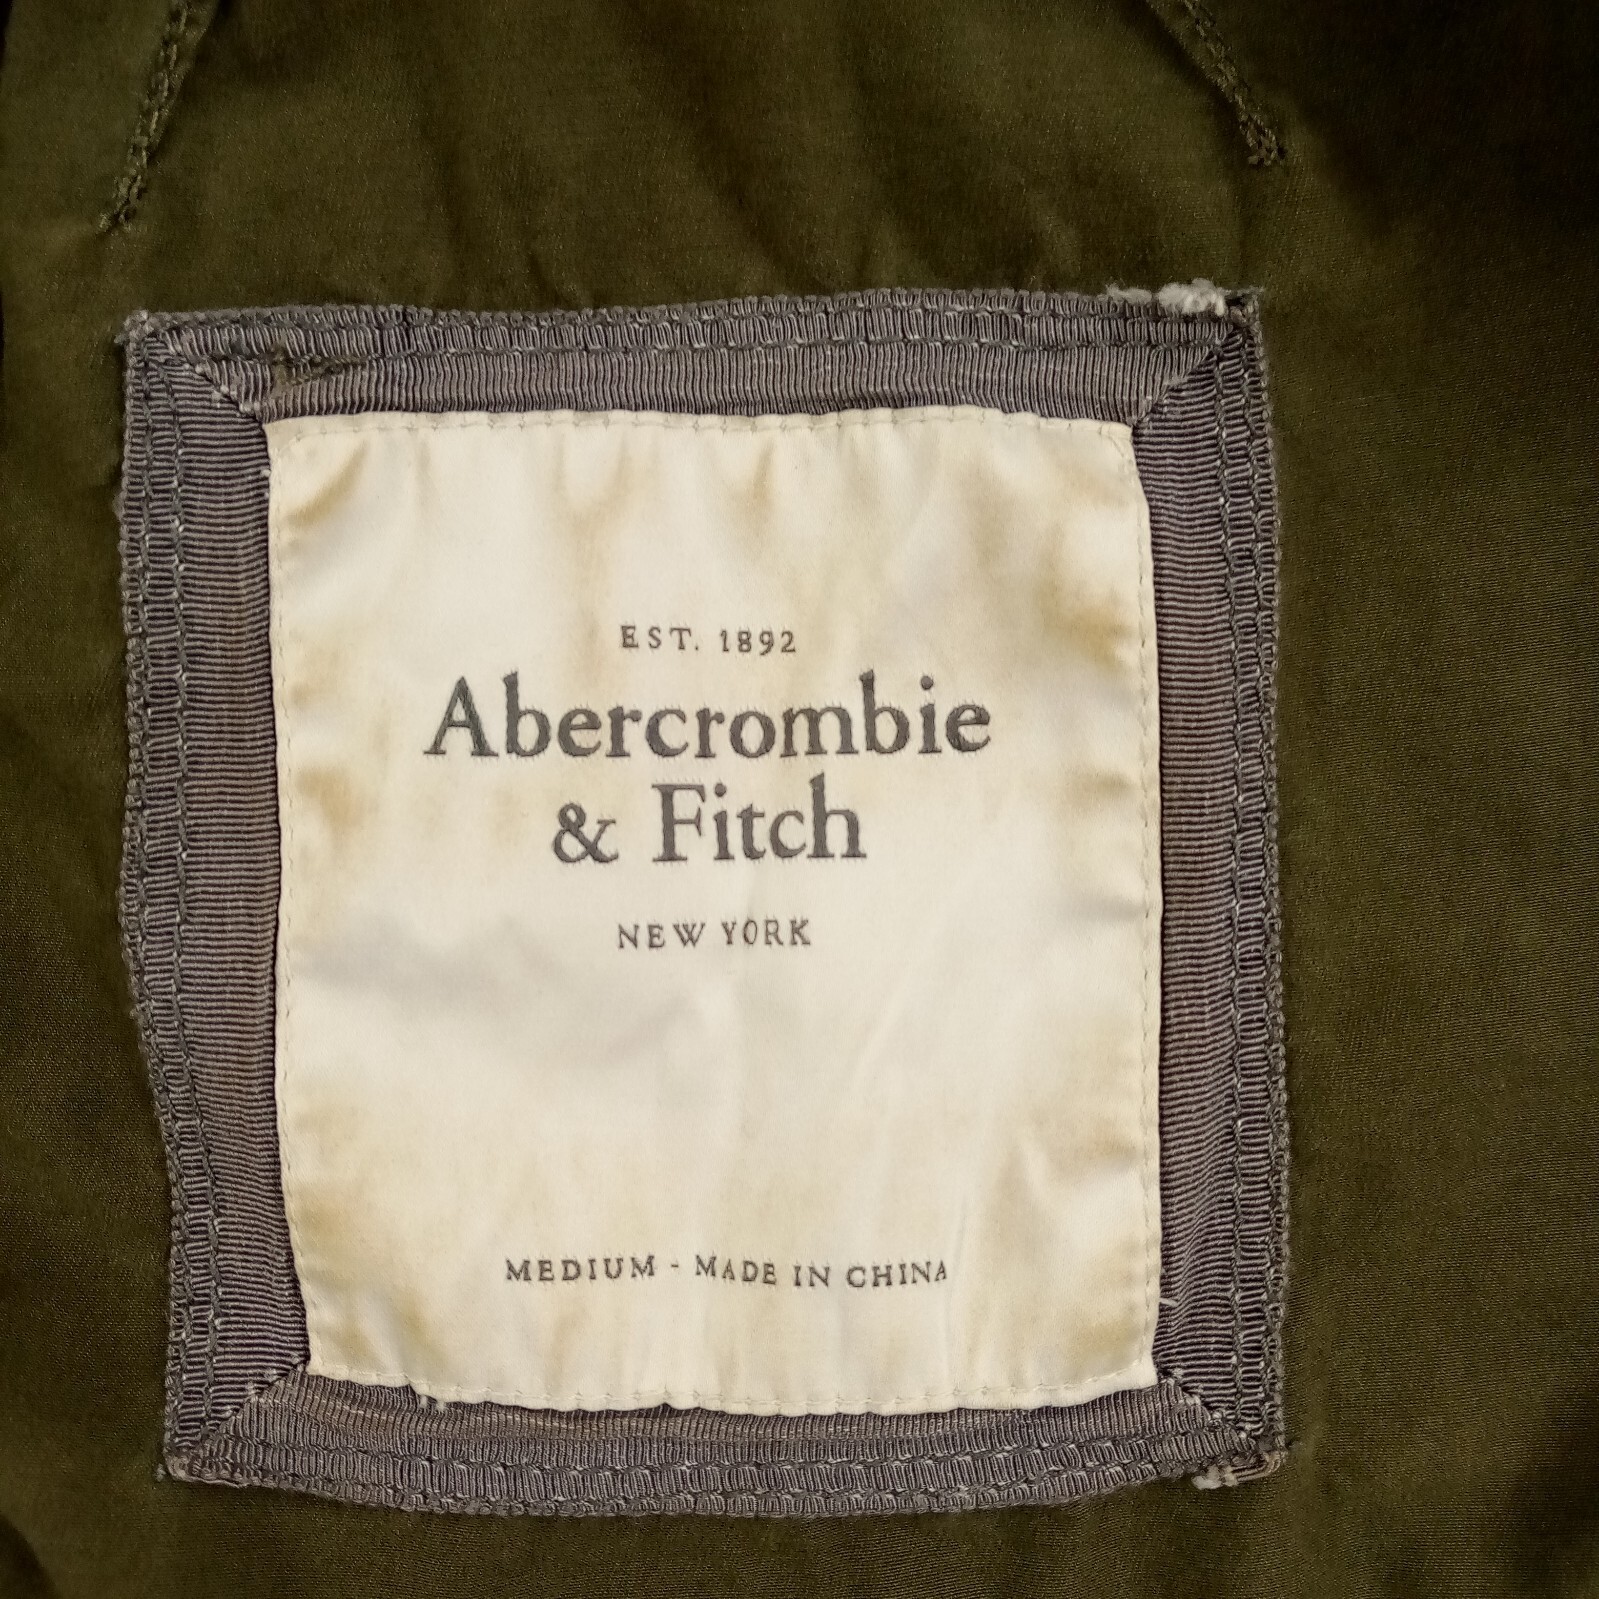 EST. 1892
Abercrombie
& Fitch
NEW YORK
MEDIUM - MADE IN CHINA